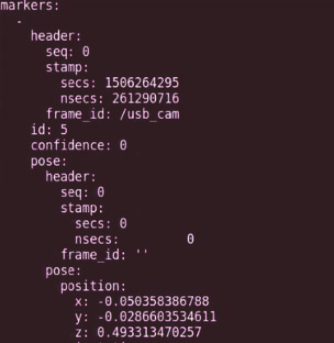 markers:
-
header:
seq: 0
stamp:
secs: 1506264295
nsecs: 261290716
frame_id: /usb_cam
id: 5
confidence: 0
pose:
header:
seq: 0
stamp:
secs: 0
nsecs: 0
frame_id: ''
pose:
position:
x: -0.050358386788
y: -0.0286603534611
z: 0.493313470257